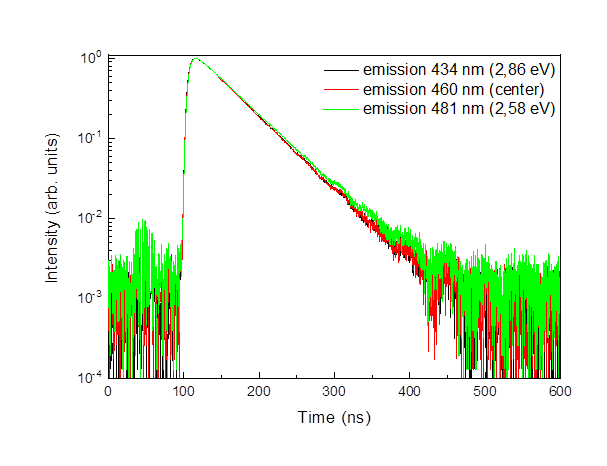 emission 434 nm (2,86 eV)
emission 460 nm (center)
emission 481 nm (2,58 eV)
Intensity (arb. units)
10^0
10^-1
10^-2
10^-3
10^-4
0 100 200 300 400 500 600
Time (ns)